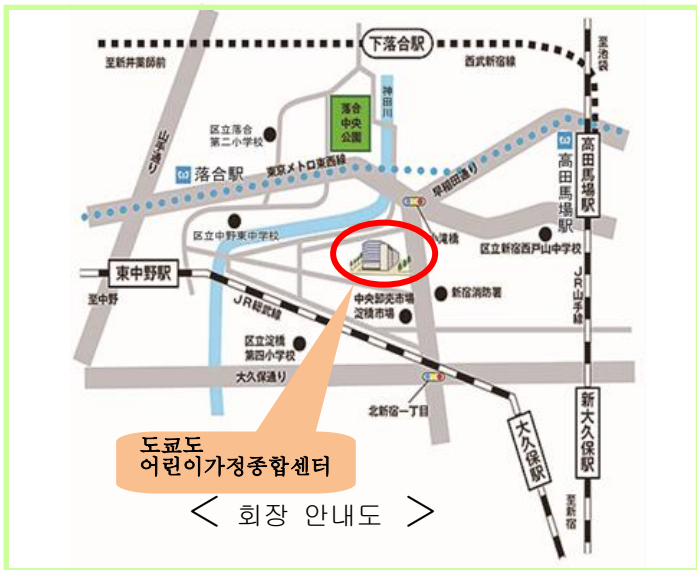 下落合駅
至新井薬師前
西武新宿線
至池袋
神田川
落合
中央
公園
山手通り
区立落合
第二小学校
落合駅
東京メトロ東西線
早稲田通り
高田馬場駅
高田馬場駅
小滝橋
区立中野東中学校
区立新宿西戸山中学校
東中野駅
至中野
JR総武線
中央卸売市場
淀橋市場
新宿消防署
JR山手線
区立淀橋
第四小学校
大久保通り
北新宿一丁目
大久保駅
新大久保駅
至新宿
도쿄도
어린이가정종합센터
< 회장 안내도 >